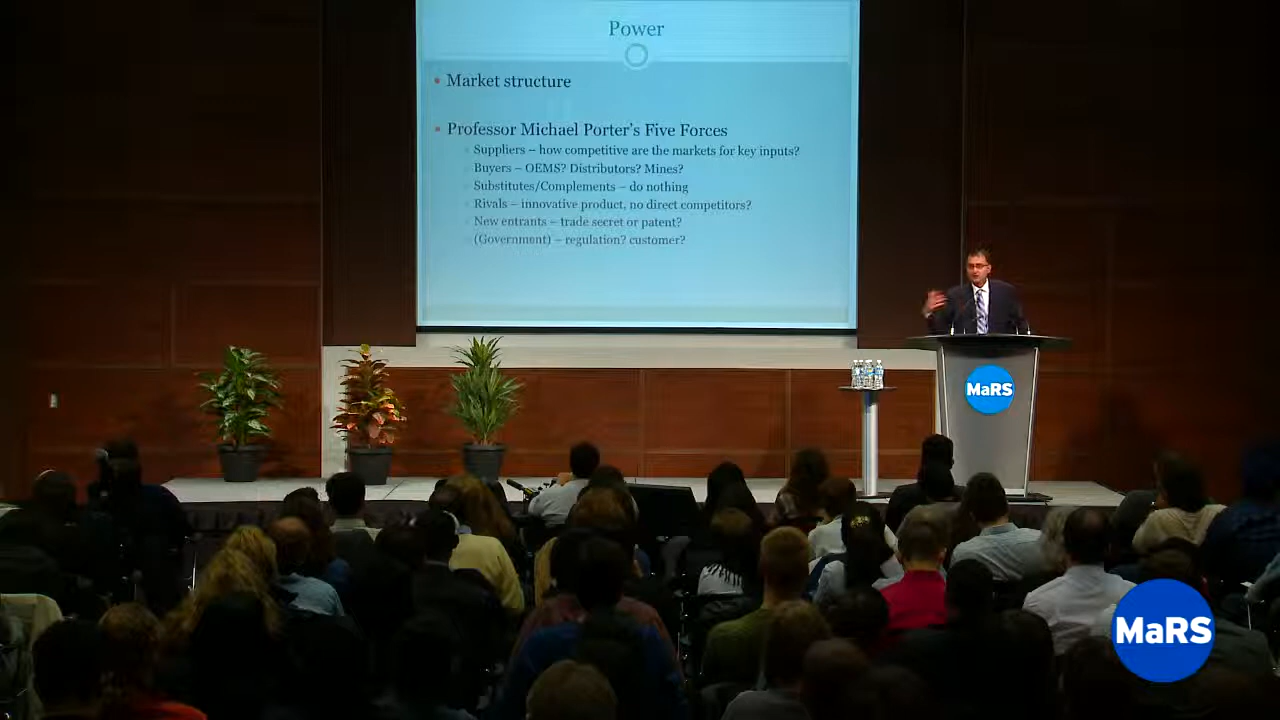 Power
Market structure
Professor Michael Porter's Five Forces
Suppliers – how competitive are the markets for key inputs?
Buyers – OEMS? Distributors? Mines?
Substitutes/Complements – do nothing
Rivals – innovative product, no direct competitors?
New entrants – trade secret or patent?
(Government) – regulation? customer?
MaRS
MaRS